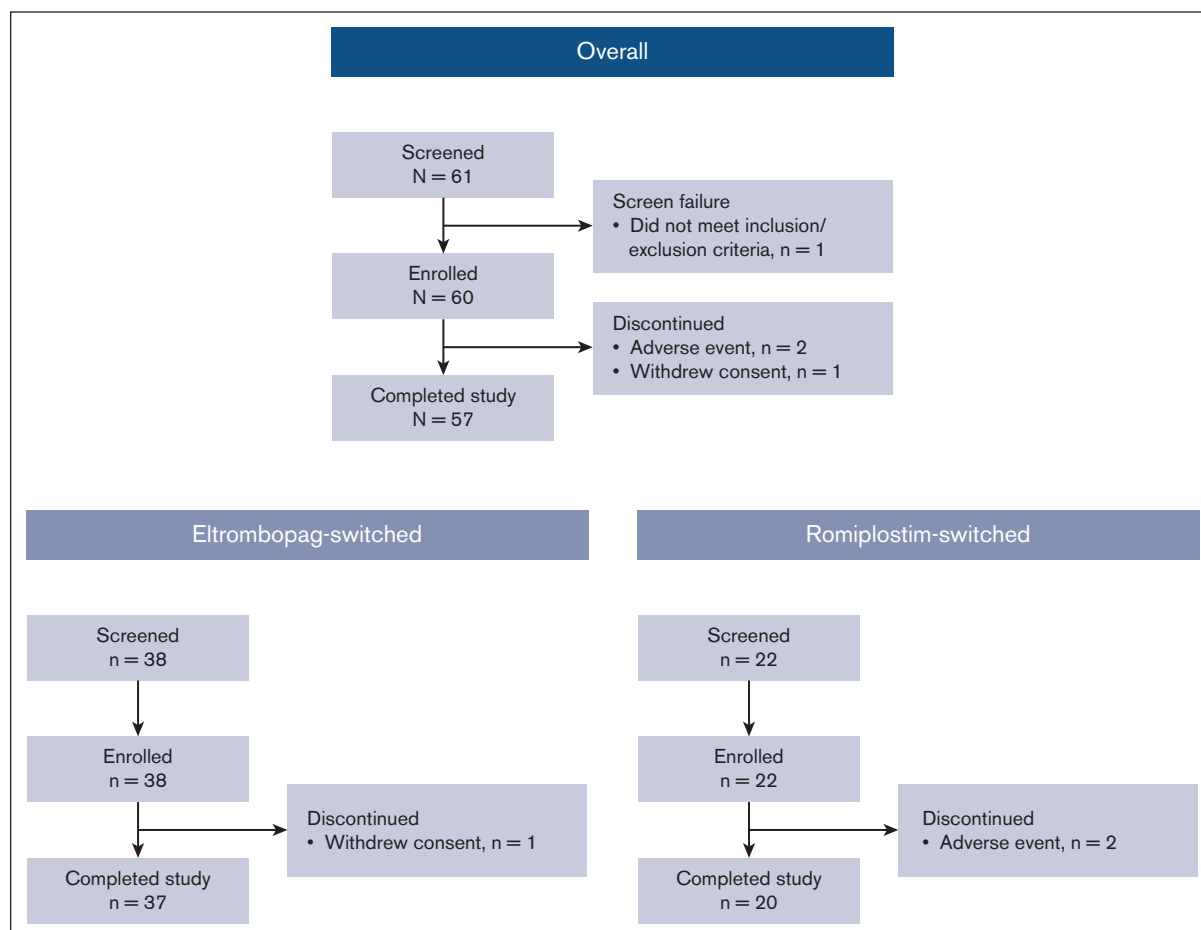 Overall
Screened
N = 61
Screen failure
• Did not meet inclusion/
exclusion criteria, n = 1
Enrolled
N = 60
Discontinued
• Adverse event, n = 2
• Withdrew consent, n = 1
Completed study
N = 57
Eltrombopag-switched
Screened
n = 38
Enrolled
n = 38
Discontinued
• Withdrew consent, n = 1
Completed study
n = 37
Romiplostim-switched
Screened
n = 22
Enrolled
n = 22
Discontinued
• Adverse event, n = 2
Completed study
n = 20